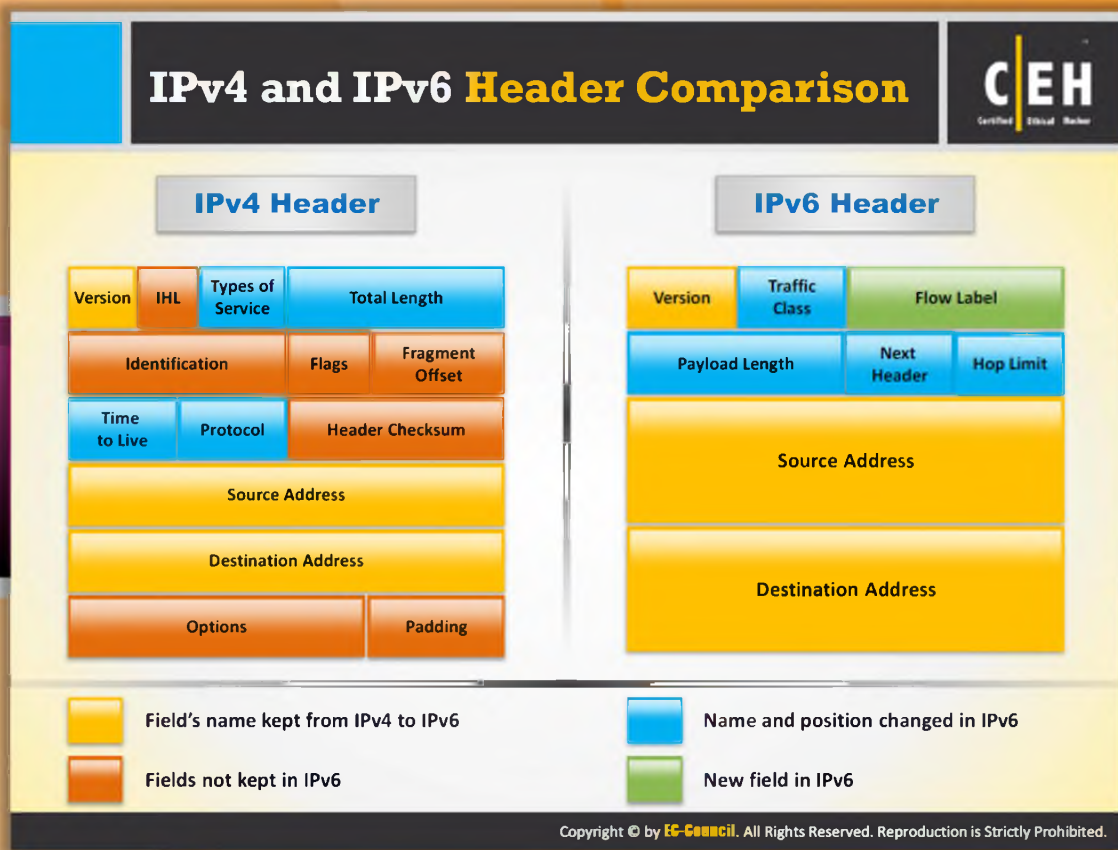 IPv4 and IPv6 Header Comparison
C EH
Certified Ethical Hacker
IPv4 Header
Version IHL Types of Service Total Length
Identification Flags Fragment Offset
Time to Live Protocol Header Checksum
Source Address
Destination Address
Options Padding
IPv6 Header
Version Traffic Class Flow Label
Payload Length Next Header Hop Limit
Source Address
Destination Address
Field's name kept from IPv4 to IPv6
Fields not kept in IPv6
Name and position changed in IPv6
New field in IPv6
Copyright © by EC-Council. All Rights Reserved. Reproduction is Strictly Prohibited.